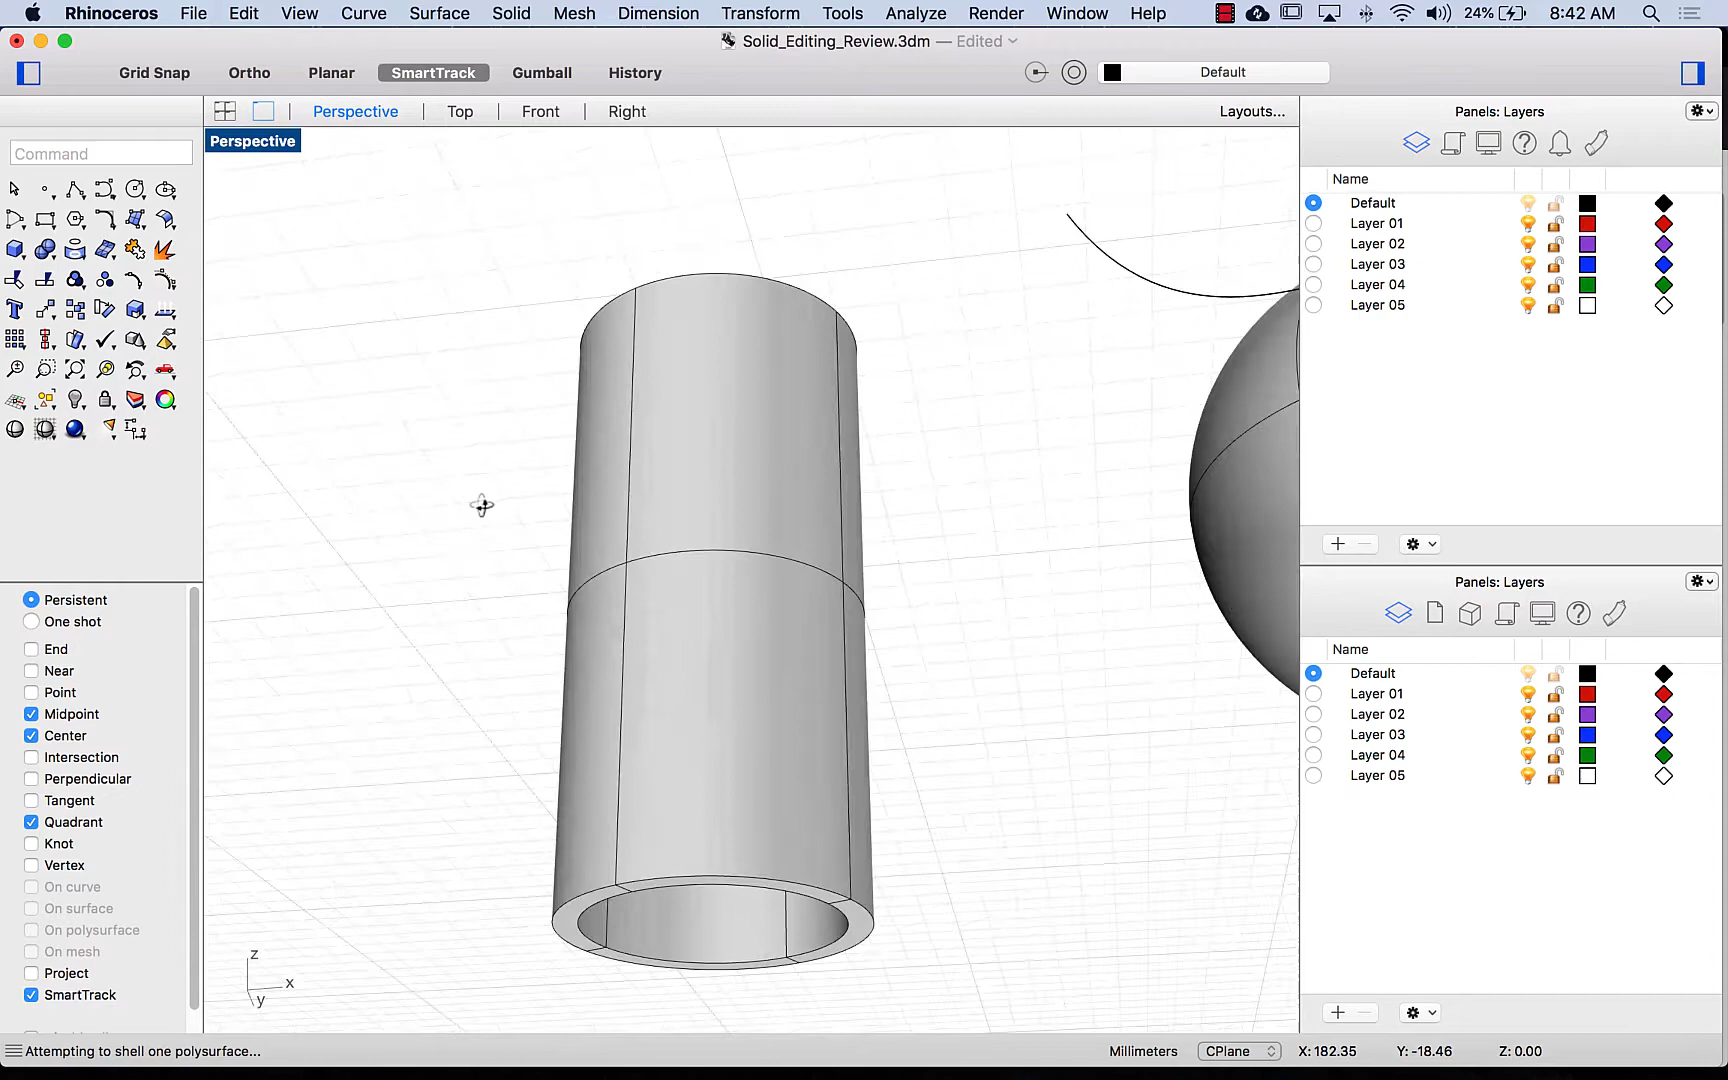 Rhinoceros File Edit View Curve Surface Solid Mesh Dimension Transform Tools Analyze Render Window Help 24% 8:42 AM
Solid_Editing_Review.3dm — Edited
Grid Snap Ortho Planar SmartTrack Gumball History Default
Perspective Top Front Right Layouts...
Panels: Layers
Perspective
Command
Name
Default
Layer 01
Layer 02
Layer 03
Layer 04
Layer 05
Panels: Layers
Name
Default
Layer 01
Layer 02
Layer 03
Layer 04
Layer 05
Persistent
One shot
End
Near
Point
Midpoint
Center
Intersection
Perpendicular
Tangent
Quadrant
Knot
Vertex
On curve
On surface
On polysurface
On mesh
Project
SmartTrack
z
x
y
Attempting to shell one polysurface... Millimeters CPlane X: 182.35 Y: -18.46 Z: 0.00